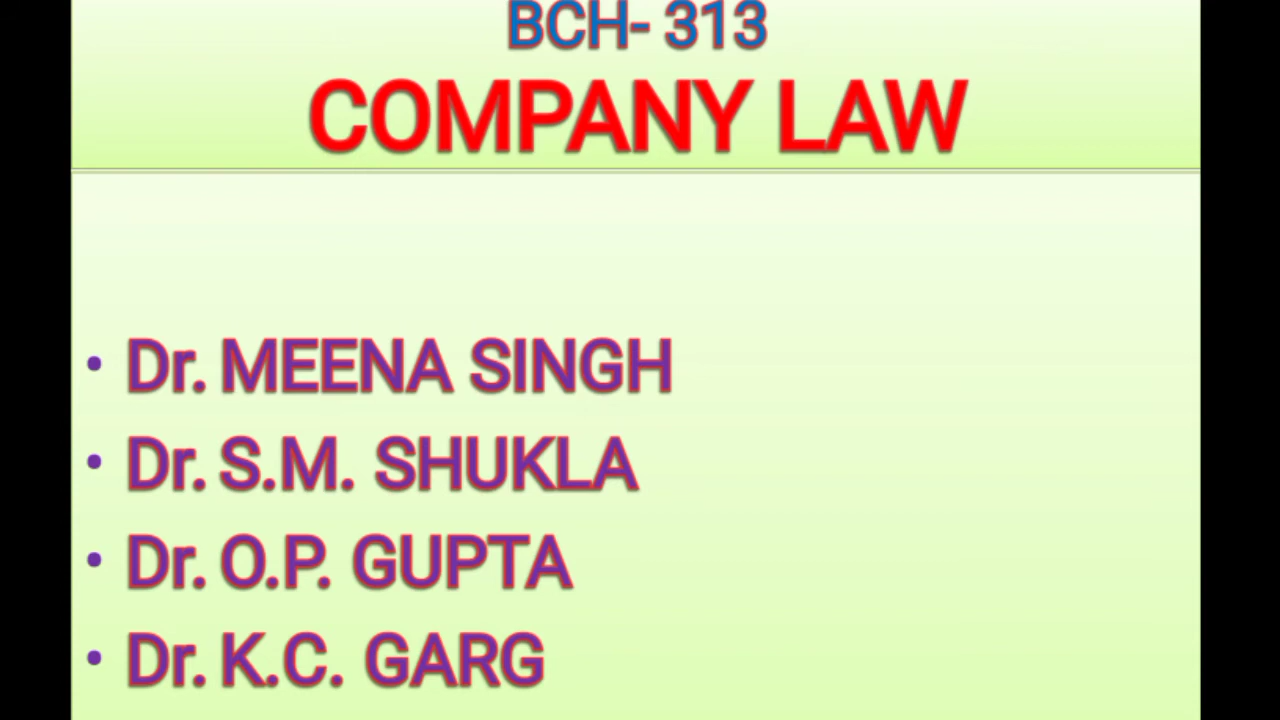 BCH- 313
COMPANY LAW
• Dr. MEENA SINGH
• Dr. S.M. SHUKLA
• Dr. O.P. GUPTA
• Dr. K.C. GARG